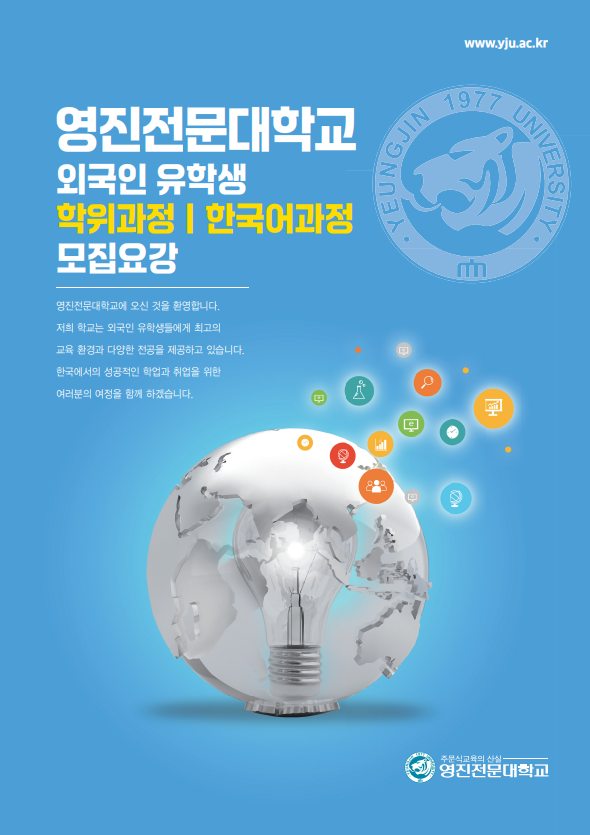 www.yju.ac.kr
영진전문대학교
외국인 유학생
학위과정 | 한국어과정
모집요강
YEUNGJIN 1977 UNIVERSITY
영진전문대학교에 오신 것을 환영합니다.
저희 학교는 외국인 유학생들에게 최고의
교육 환경과 다양한 전공을 제공하고 있습니다.
한국에서의 성공적인 학업과 취업을 위한
여러분의 여정을 함께 하겠습니다.
주문식교육의 산실
영진전문대학교